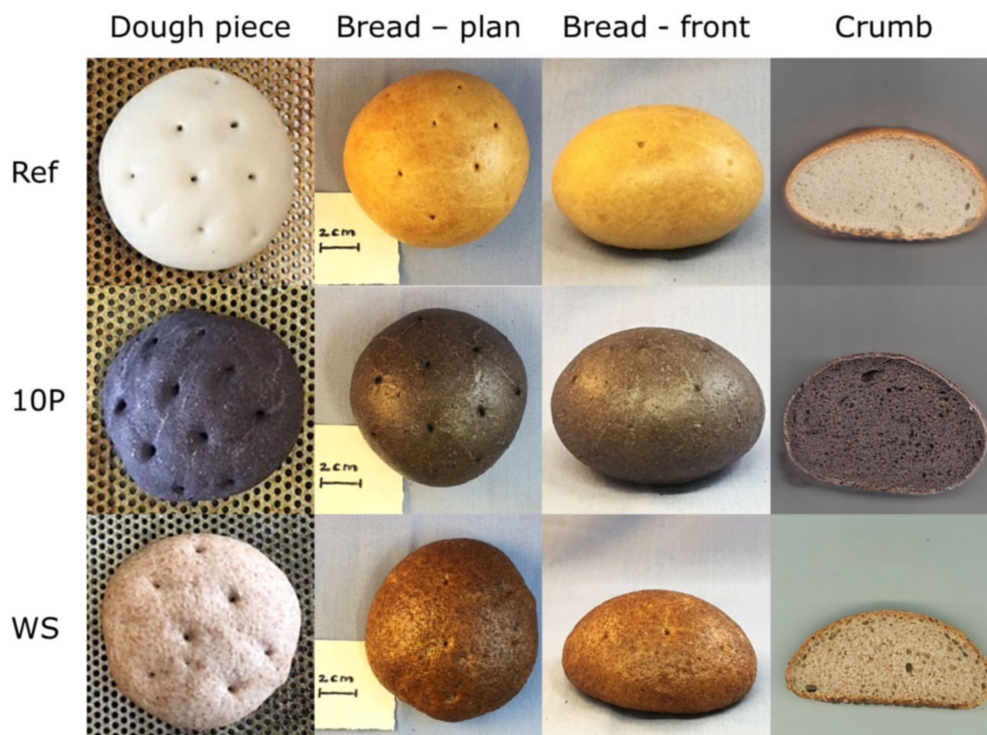 Dough piece Bread – plan Bread - front Crumb
Ref
2cm
10P
2cm
WS
2cm